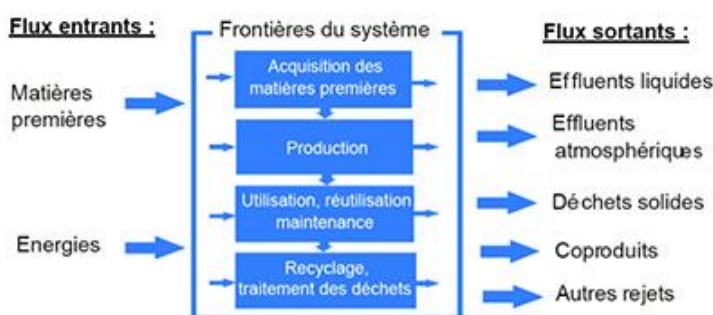 Flux entrants :
Frontières du système
Flux sortants :
Matières
premières
Energies
Acquisition des
matières premières
Production
Utilisation, réutilisation
maintenance
Recyclage,
traitement des déchets
Effluents liquides
Effluents
atmosphériques
Déchets solides
Coproduits
Autres rejets